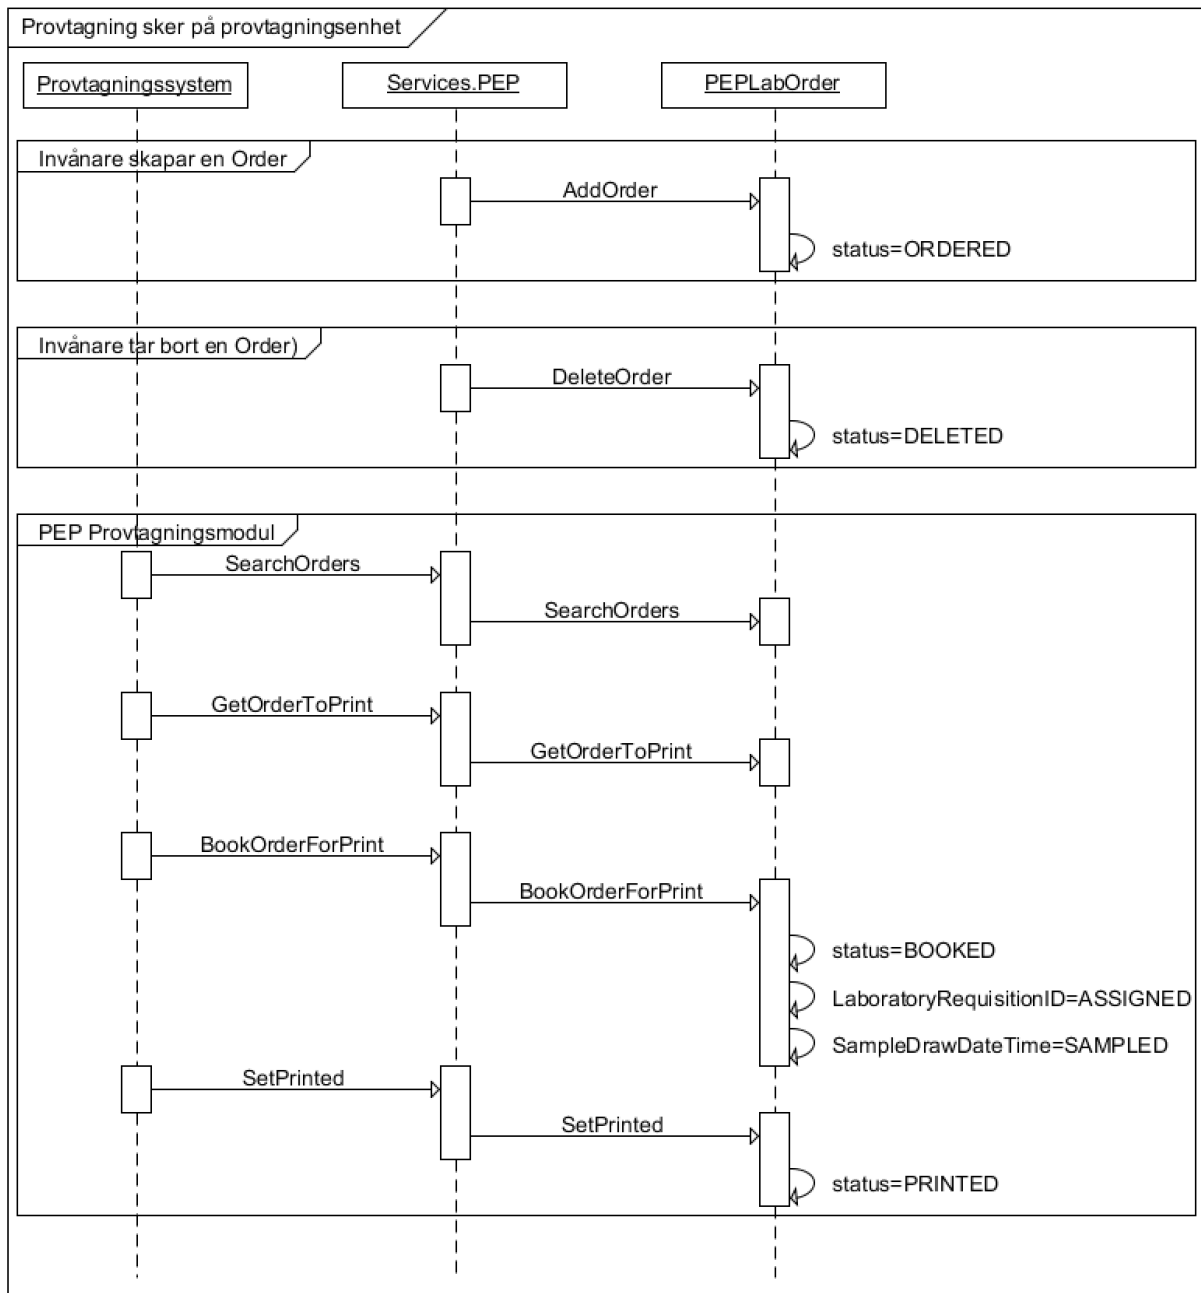 Provtagning sker på provtagningsenhet
Provtagningssystem
Services.PEP
PEPLabOrder
Invånare skapar en Order
AddOrder
status=ORDERED
Invånare tar bort en Order)
DeleteOrder
status=DELETED
PEP Provtagningsmodul
SearchOrders
SearchOrders
GetOrderToPrint
GetOrderToPrint
BookOrderForPrint
BookOrderForPrint
status=BOOKED
LaboratoryRequisitionID=ASSIGNED
SampleDrawDateTime=SAMPLED
SetPrinted
SetPrinted
status=PRINTED